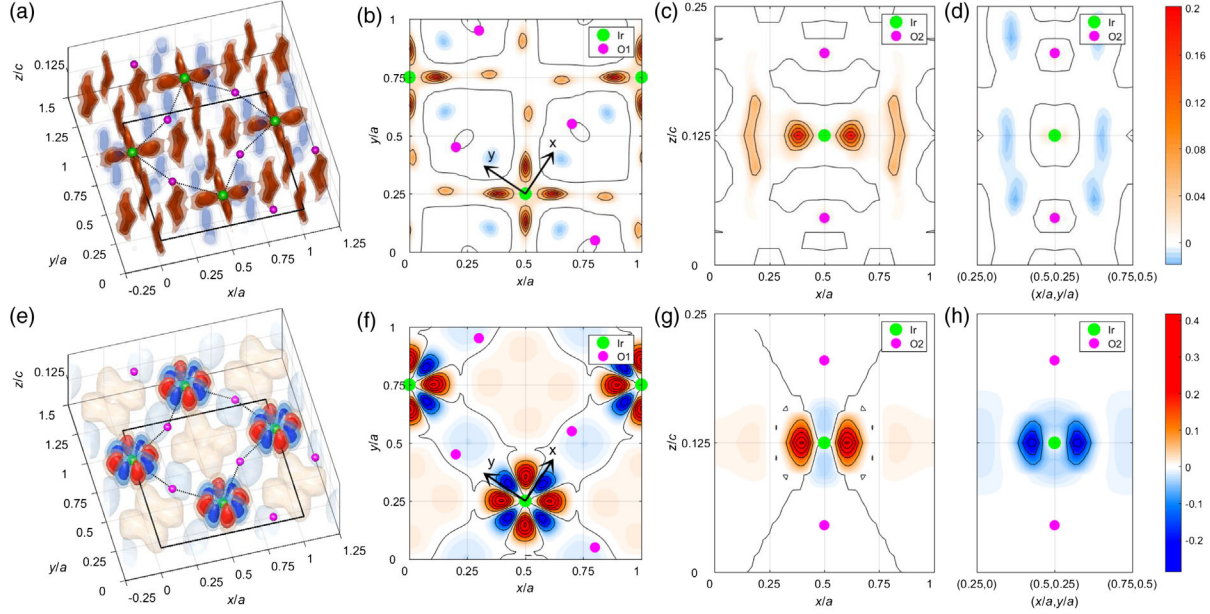 (a)
z/c
0.125
1.5
1.25
1
0.75
0.5
0.25
0
y/a
-0.25
0
0.25
0.5
0.75
1
1.25
x/a
(b)
1
0.75
0.5
0.25
0
y/a
Ir
O1
y
x
0
0.25
0.5
0.75
1
x/a
(c)
0.25
0.125
0
z/c
Ir
O2
0
0.25
0.5
0.75
1
x/a
(d)
Ir
O2
(0.25,0)
(0.5,0.25)
(0.75,0.5)
(x/a,y/a)
0.2
0.15
0.1
0.05
0
(e)
z/c
0.125
1.5
1.25
1
0.75
0.5
0.25
0
y/a
-0.25
0
0.25
0.5
0.75
1
1.25
x/a
(f)
1
0.75
0.5
0.25
0
y/a
Ir
O1
y
x
0
0.25
0.5
0.75
1
x/a
(g)
0.25
0.125
0
z/c
Ir
O2
0
0.25
0.5
0.75
1
x/a
(h)
Ir
O2
(0.25,0)
(0.5,0.25)
(0.75,0.5)
(x/a,y/a)
0.4
0.3
0.2
0.1
0.0
-0.1
-0.2